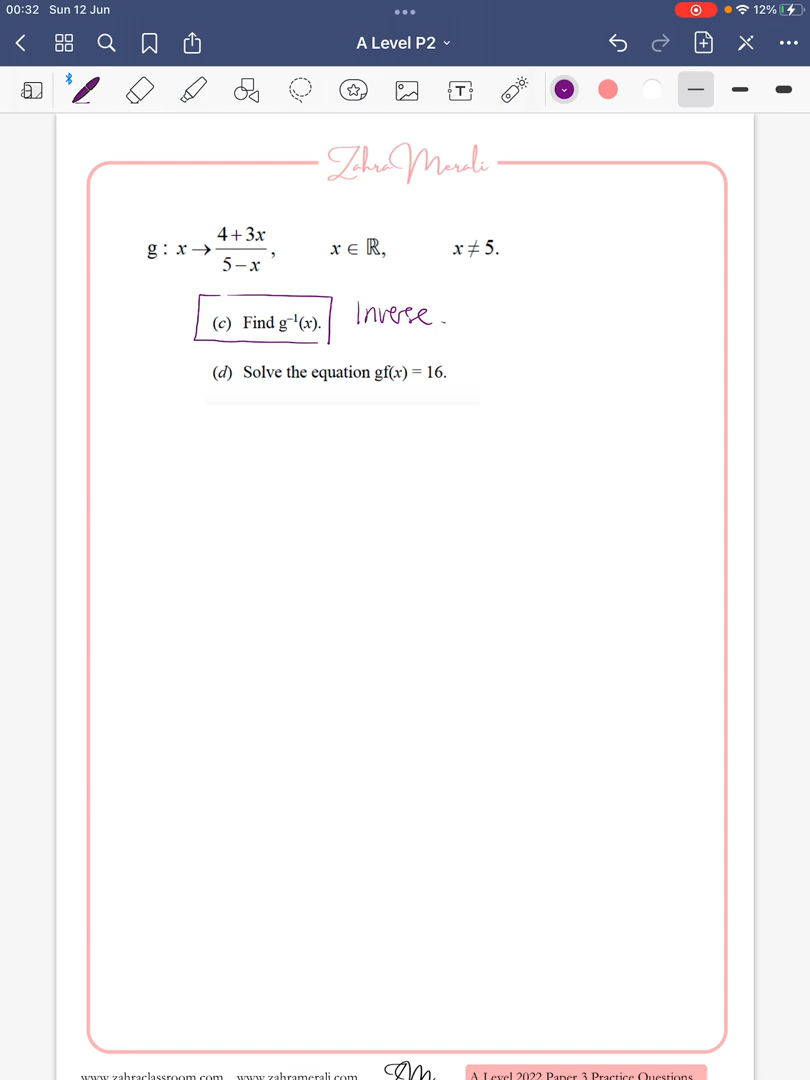 00:32 Sun 12 Jun 12%
A Level P2
Zahra Merali
g : x → (4 + 3x)/(5 − x), x ∈ ℝ, x ≠ 5.
(c) Find g⁻¹(x). Inverse.
(d) Solve the equation gf(x) = 16.
www.zahraclassroom.com www.zahramerali.com ZM A Level 2022 Paper 3 Practice Questions